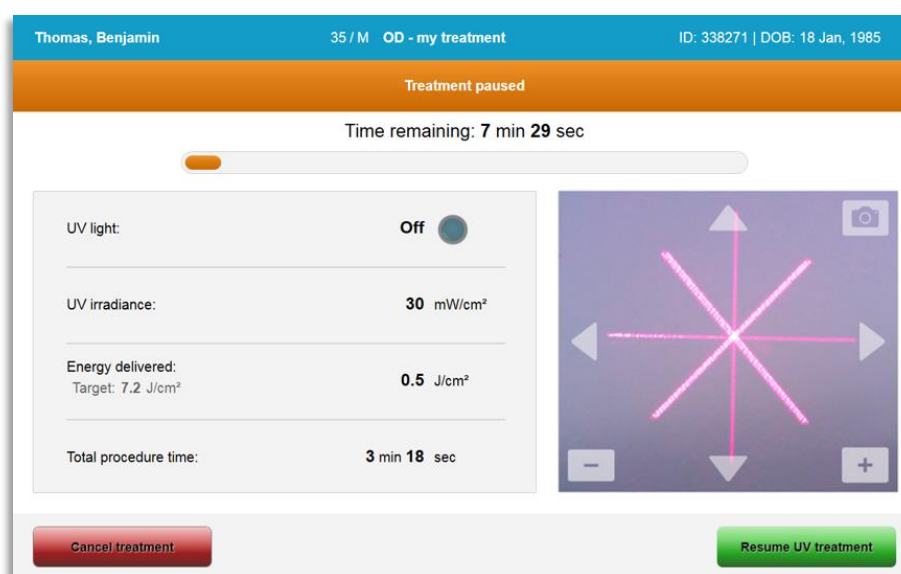 Thomas, Benjamin 35 / M OD - my treatment ID: 338271 | DOB: 18 Jan, 1985
Treatment paused
Time remaining: 7 min 29 sec
UV light: Off
UV irradiance: 30 mW/cm²
Energy delivered:
Target: 7.2 J/cm² 0.5 J/cm²
Total procedure time: 3 min 18 sec
Cancel treatment Resume UV treatment